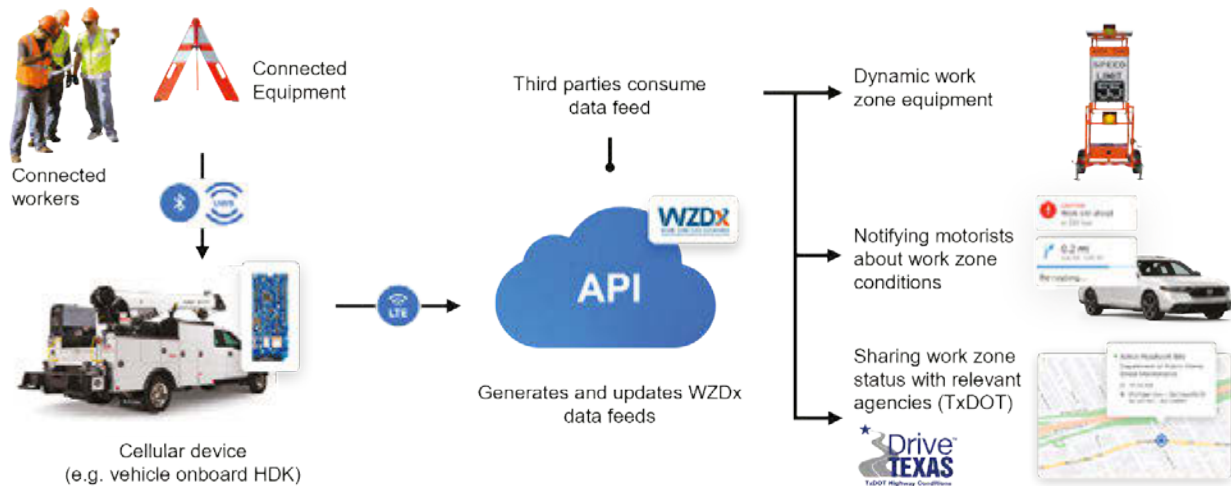 Connected
Equipment
Connected
workers
UWB
LTE
Cellular device
(e.g. vehicle onboard HDK)
Third parties consume
data feed
WZDx
API
Generates and updates WZDx
data feeds
Dynamic work
zone equipment
SPEED
LIMIT
Notifying motorists
about work zone
conditions
0.2 mi
Sharing work zone
status with relevant
agencies (TxDOT)
Drive
TEXAS
TxDOT Highway Conditions